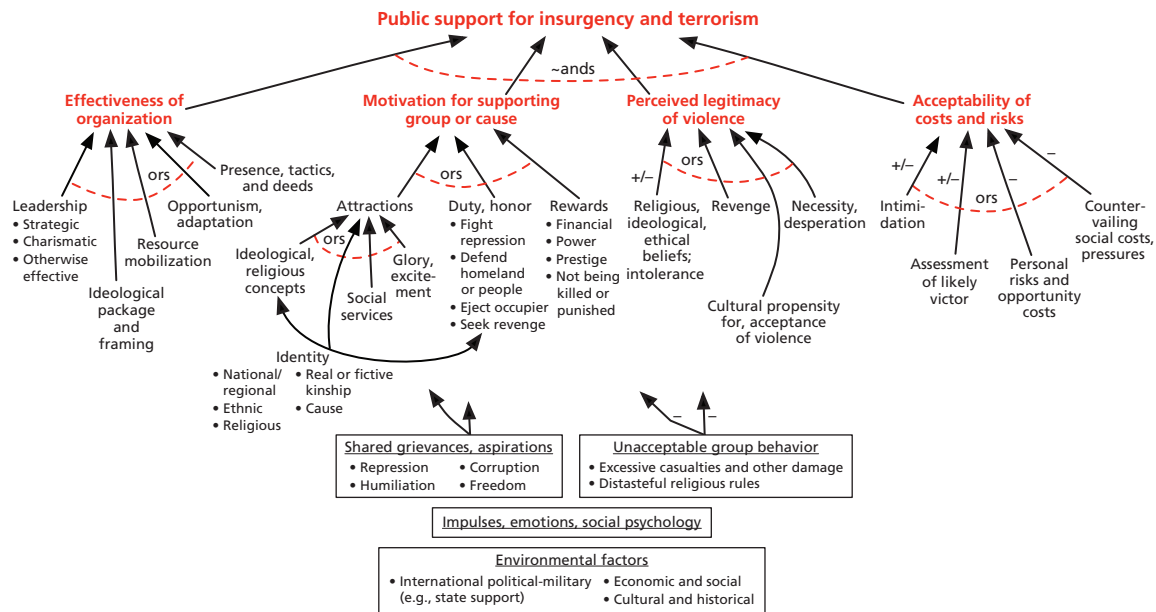 Public support for insurgency and terrorism
~ands
Effectiveness of
organization
Motivation for supporting
group or cause
Perceived legitimacy
of violence
Acceptability of
costs and risks
ors
Leadership
• Strategic
• Charismatic
• Otherwise
effective
Ideological
package
and
framing
Resource
mobilization
Opportunism,
adaptation
Presence, tactics,
and deeds
ors
Attractions
ors
Ideological,
religious
concepts
Social
services
Glory,
excite-
ment
Duty, honor
• Fight
repression
• Defend
homeland
or people
• Eject occupier
• Seek revenge
Rewards
• Financial
• Power
• Prestige
• Not being
killed or
punished
Identity
• National/
regional
• Ethnic
• Religious
• Real or fictive
kinship
• Cause
+/–
ors
Religious,
ideological,
ethical
beliefs;
intolerance
Revenge
Cultural propensity
for, acceptance
of violence
Necessity,
desperation
+/–
+/–
–
–
ors
Intimi-
dation
Assessment
of likely
victor
Personal
risks and
opportunity
costs
Counter-
vailing
social costs,
pressures
Shared grievances, aspirations
• Repression
• Humiliation
• Corruption
• Freedom
–
–
Unacceptable group behavior
• Excessive casualties and other damage
• Distasteful religious rules
Impulses, emotions, social psychology
Environmental factors
• International political-military
(e.g., state support)
• Economic and social
• Cultural and historical